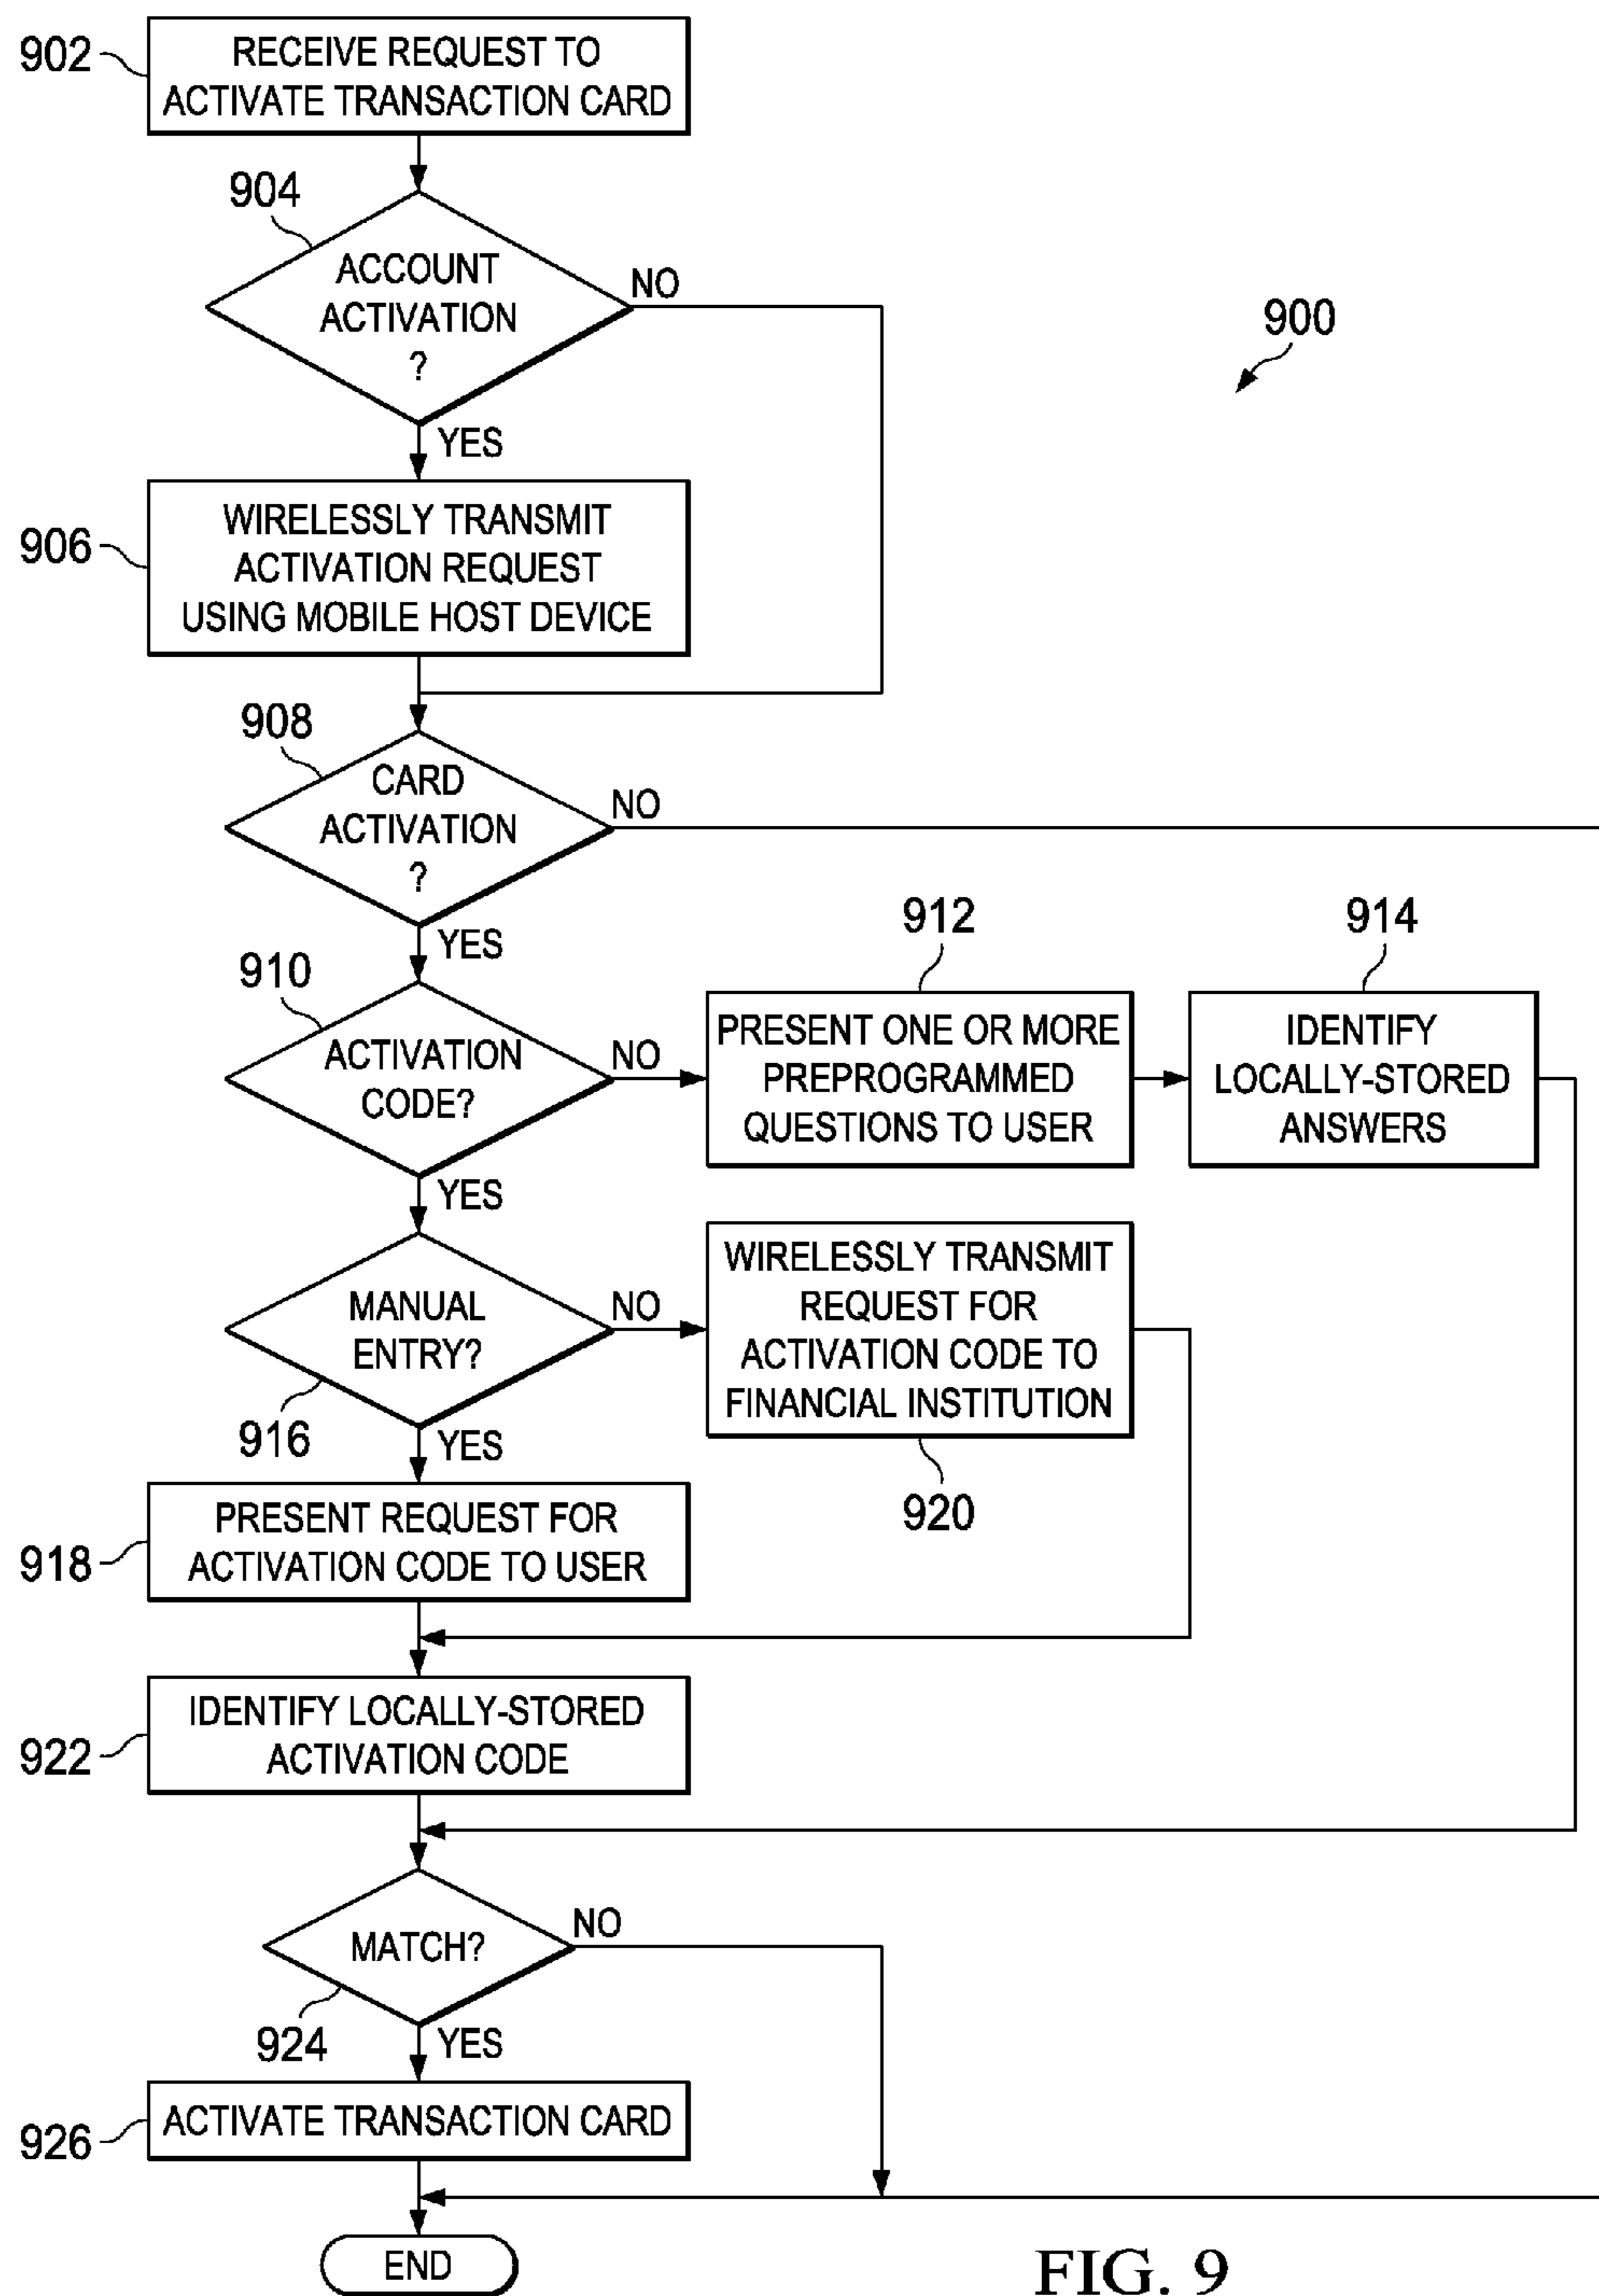 902
RECEIVE REQUEST TO
ACTIVATE TRANSACTION CARD
904
ACCOUNT
ACTIVATION
?
NO
YES
900
906
WIRELESSLY TRANSMIT
ACTIVATION REQUEST
USING MOBILE HOST DEVICE
908
CARD
ACTIVATION
?
NO
YES
910
ACTIVATION
CODE?
NO
YES
912
PRESENT ONE OR MORE
PREPROGRAMMED
QUESTIONS TO USER
914
IDENTIFY
LOCALLY-STORED
ANSWERS
MANUAL
ENTRY?
916
NO
YES
WIRELESSLY TRANSMIT
REQUEST FOR
ACTIVATION CODE TO
FINANCIAL INSTITUTION
920
918
PRESENT REQUEST FOR
ACTIVATION CODE TO USER
922
IDENTIFY LOCALLY-STORED
ACTIVATION CODE
MATCH?
924
NO
YES
926
ACTIVATE TRANSACTION CARD
END
FIG. 9